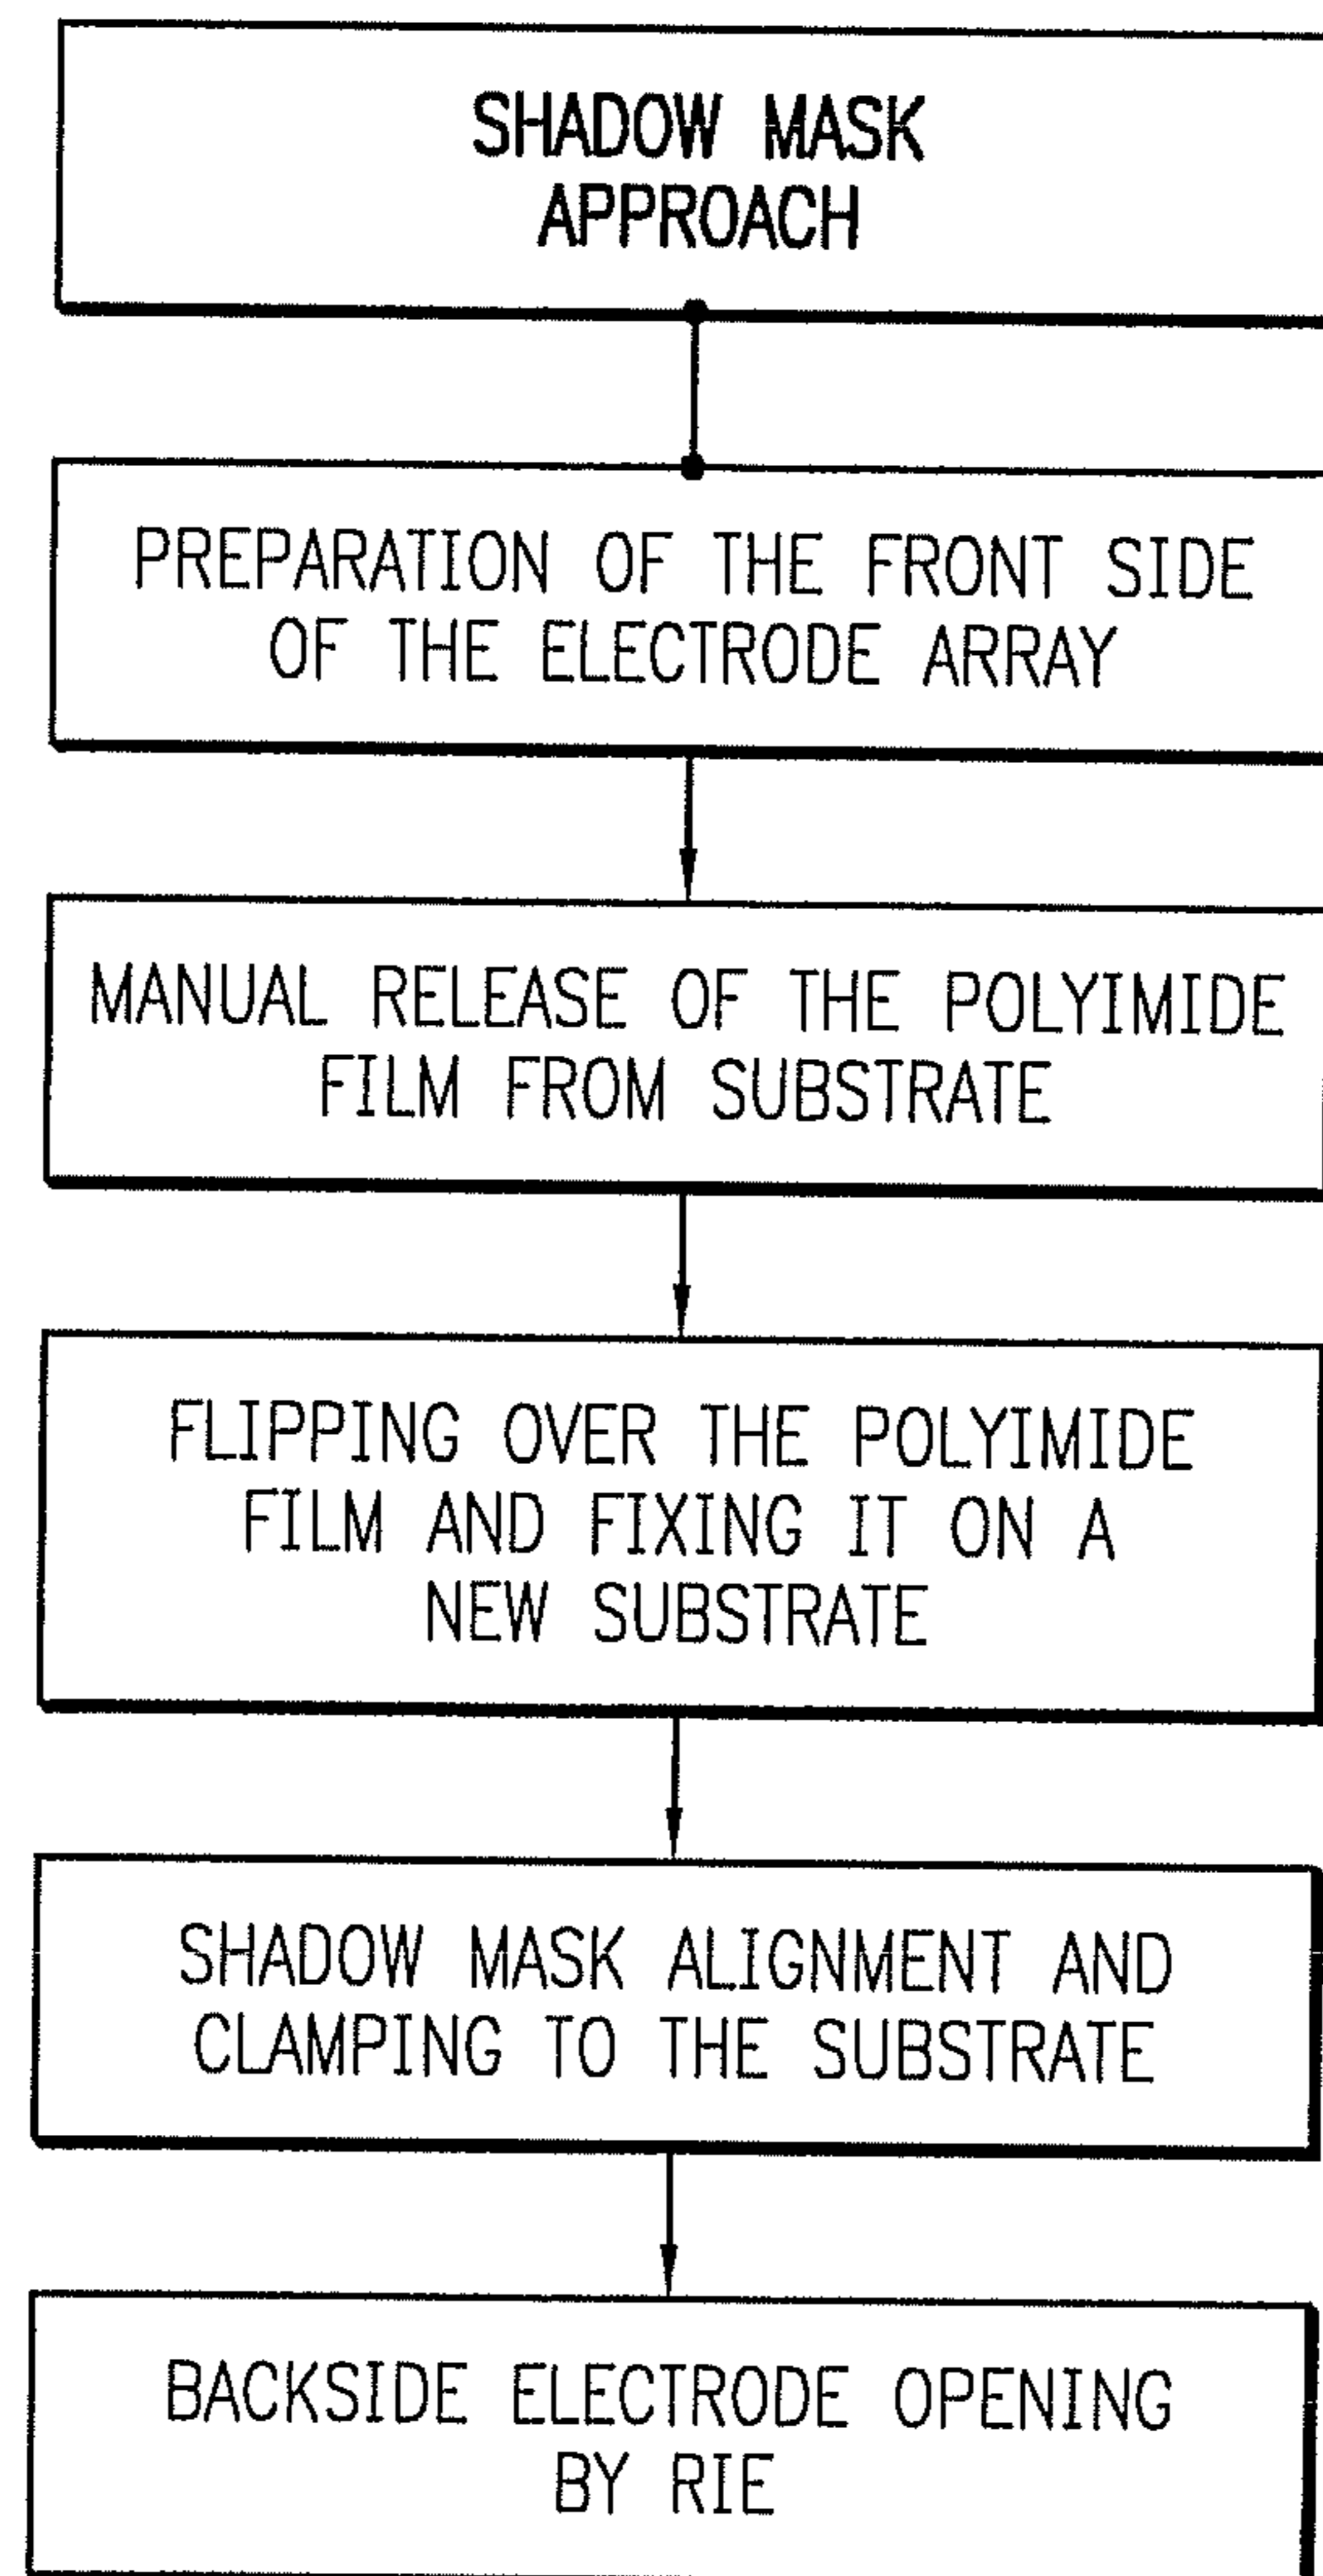 SHADOW MASK
APPROACH
PREPARATION OF THE FRONT SIDE
OF THE ELECTRODE ARRAY
MANUAL RELEASE OF THE POLYIMIDE
FILM FROM SUBSTRATE
FLIPPING OVER THE POLYIMIDE
FILM AND FIXING IT ON A
NEW SUBSTRATE
SHADOW MASK ALIGNMENT AND
CLAMPING TO THE SUBSTRATE
BACKSIDE ELECTRODE OPENING
BY RIE